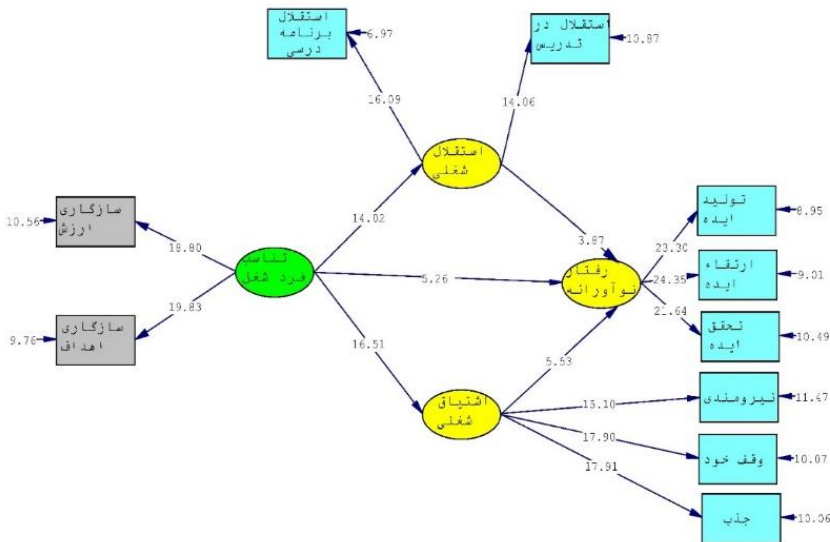 استقلال
برنامه
درسی
6.97
استقلال در
تدریس
10.87
16.09
14.06
استقلال
شغلی
سازگاری
ارزش
10.56
18.80
14.02
تناسب
فرد شغل
5.26
3.87
رفتار
نوآورانه
تولید
ایده
8.95
23.30
ارتقاء
ایده
9.01
24.35
تحقق
ایده
10.49
21.64
سازگاری
اهداف
9.76
19.83
16.51
5.53
اشتیاق
شغلی
نیرومندی
11.47
15.10
وقف خود
10.87
17.90
جذب
10.06
17.91